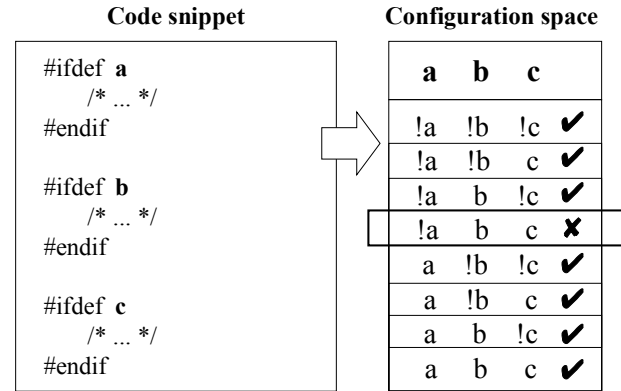 Code snippet
#ifdef a
/* ... */
#endif
#ifdef b
/* ... */
#endif
#ifdef c
/* ... */
#endif
Configuration space
a b c
!a !b !c ✔
!a !b c ✔
!a b !c ✔
!a b c ✘
a !b !c ✔
a !b c ✔
a b !c ✔
a b c ✔